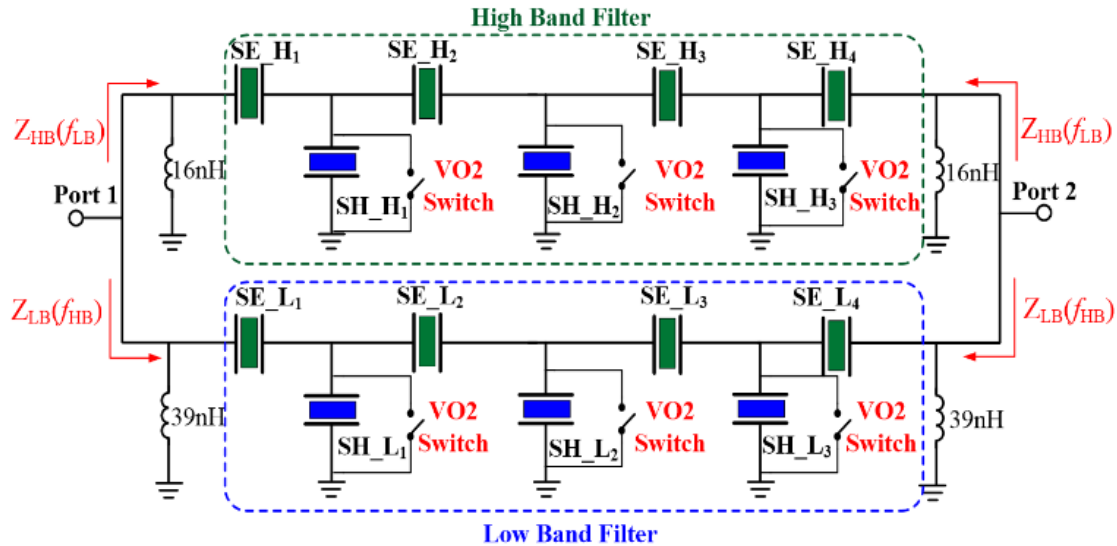 High Band Filter
SE_H1
SE_H2
SE_H3
SE_H4
ZHB(fLB)
ZHB(fLB)
16nH
VO2
Switch
VO2
Switch
VO2
Switch
16nH
SH_H1
SH_H2
SH_H3
Port 1
Port 2
SE_L1
SE_L2
SE_L3
SE_L4
ZLB(fHB)
ZLB(fHB)
39nH
VO2
Switch
VO2
Switch
VO2
Switch
39nH
SH_L1
SH_L2
SH_L3
Low Band Filter